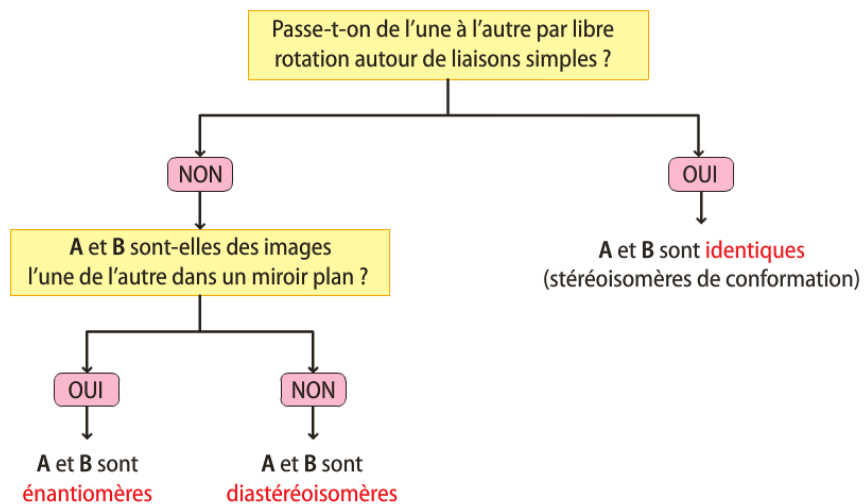 Passe-t-on de l’une à l’autre par libre
rotation autour de liaisons simples ?
NON
OUI
A et B sont-elles des images
l’une de l’autre dans un miroir plan ?
A et B sont identiques
(stéréoisomères de conformation)
OUI
NON
A et B sont
énantiomères
A et B sont
diastéréoisomères